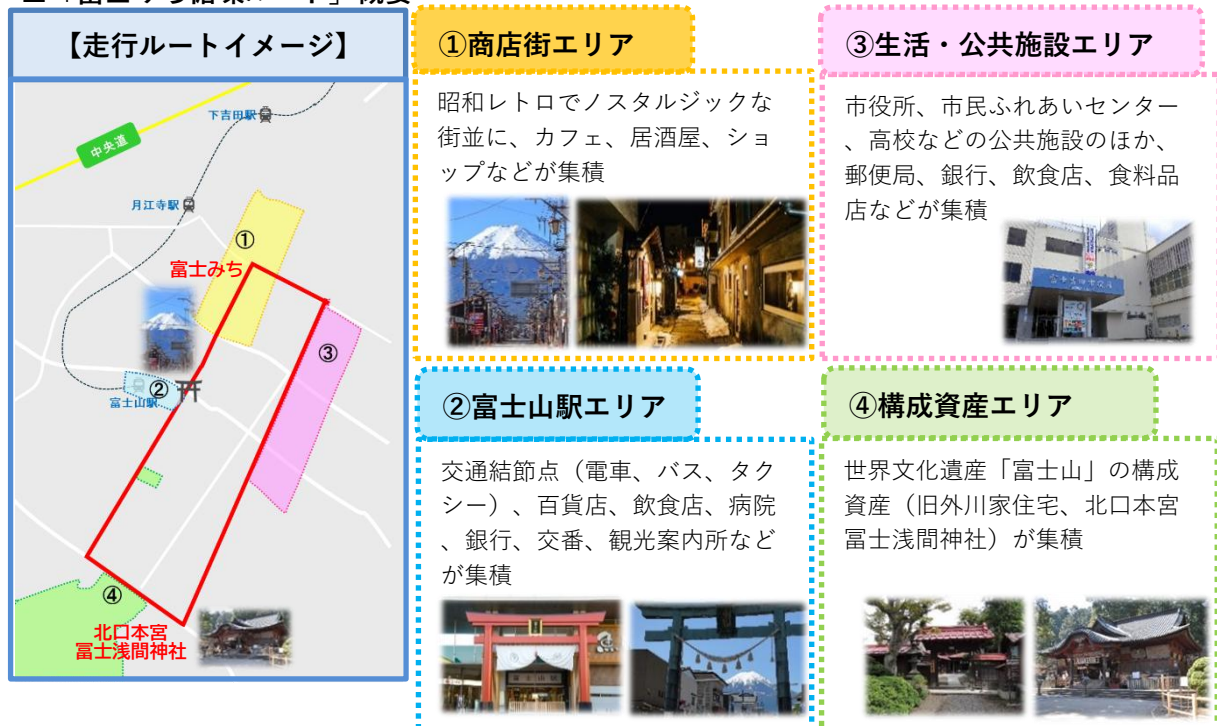 【走行ルートイメージ】
中央道
下吉田駅
月江寺駅
①
富士みち
③
②
富士山駅
④
北口本宮
冨士浅間神社
①商店街エリア
昭和レトロでノスタルジックな
街並に、カフェ、居酒屋、ショ
ップなどが集積
③生活・公共施設エリア
市役所、市民ふれあいセンター
、高校などの公共施設のほか、
郵便局、銀行、飲食店、食料品
店などが集積
富士吉田市役所
②富士山駅エリア
交通結節点（電車、バス、タク
シー）、百貨店、飲食店、病院
、銀行、交番、観光案内所など
が集積
富士山駅
④構成資産エリア
世界文化遺産「富士山」の構成
資産（旧外川家住宅、北口本宮
冨士浅間神社）が集積